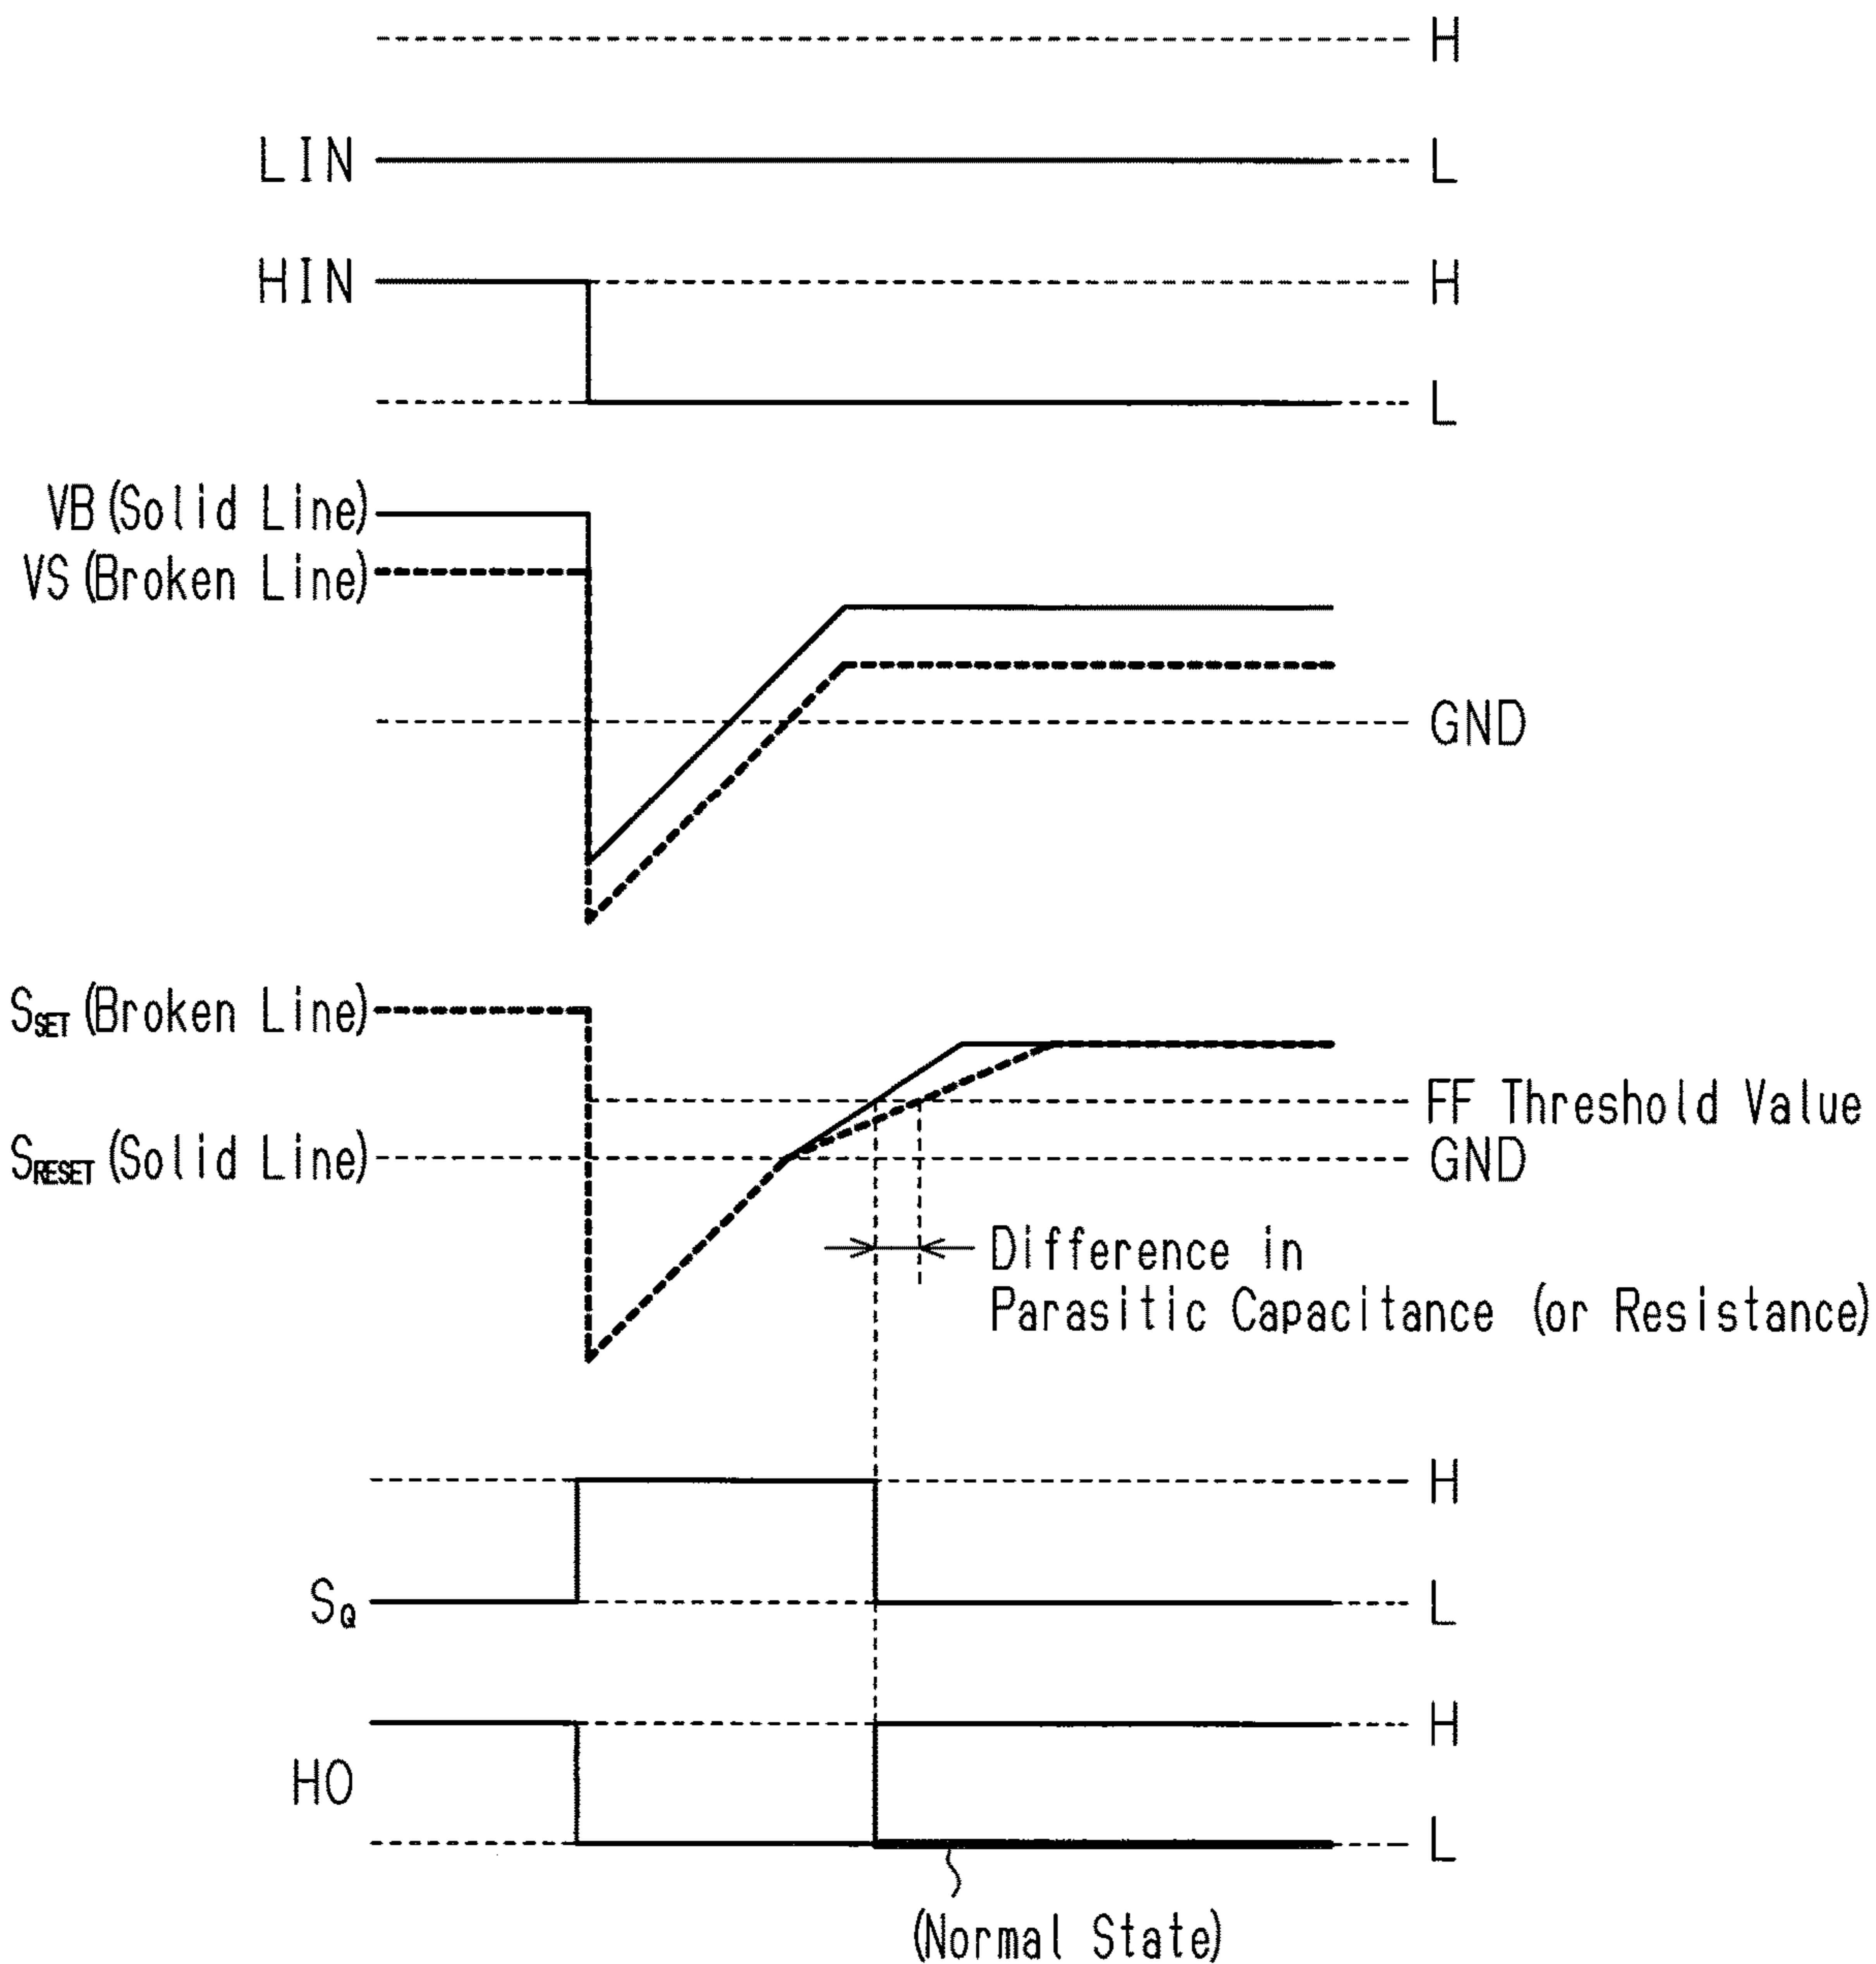 H
LIN L
HIN H
L
VB (Solid Line)
VS (Broken Line)
GND
SSET (Broken Line)
FF Threshold Value
SRESET (Solid Line) GND
Difference in
Parasitic Capacitance (or Resistance)
H
SQ L
H
HO
L
(Normal State)